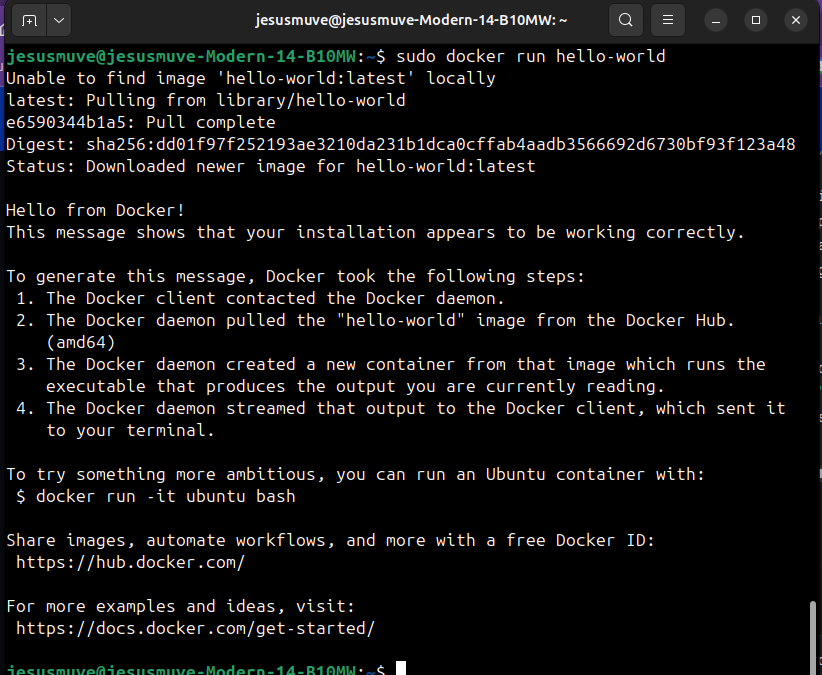 jesusmuve@jesusmuve-Modern-14-B10MW: ~
jesusmuve@jesusmuve-Modern-14-B10MW:~$ sudo docker run hello-world
Unable to find image 'hello-world:latest' locally
latest: Pulling from library/hello-world
e6590344b1a5: Pull complete
Digest: sha256:dd01f97f252193ae3210da231b1dca0cffab4aadb3566692d6730bf93f123a48
Status: Downloaded newer image for hello-world:latest
Hello from Docker!
This message shows that your installation appears to be working correctly.
To generate this message, Docker took the following steps:
1. The Docker client contacted the Docker daemon.
2. The Docker daemon pulled the "hello-world" image from the Docker Hub.
(amd64)
3. The Docker daemon created a new container from that image which runs the
executable that produces the output you are currently reading.
4. The Docker daemon streamed that output to the Docker client, which sent it
to your terminal.
To try something more ambitious, you can run an Ubuntu container with:
$ docker run -it ubuntu bash
Share images, automate workflows, and more with a free Docker ID:
https://hub.docker.com/
For more examples and ideas, visit:
https://docs.docker.com/get-started/
jesusmuve@jesusmuve-Modern-14-B10MW:~$